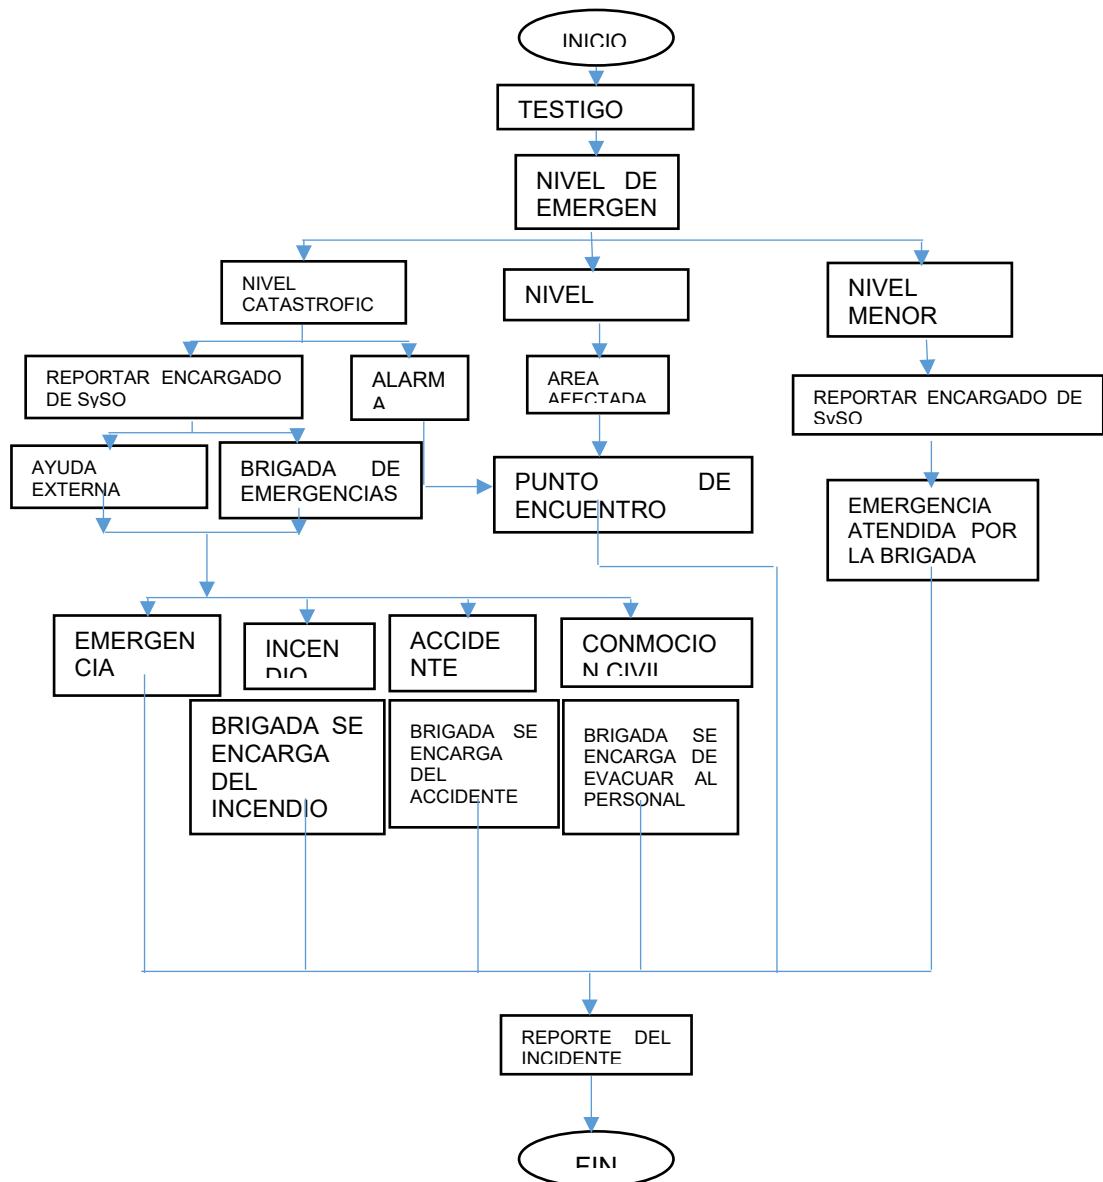 INICIO
TESTIGO
NIVEL DE
EMERGEN
NIVEL
CATASTROFIC
NIVEL
NIVEL
MENOR
REPORTAR ENCARGADO
DE SySO
ALARM
A
AREA
AFECTADA
REPORTAR ENCARGADO DE
SySO
AYUDA
EXTERNA
BRIGADA DE
EMERGENCIAS
PUNTO DE
ENCUENTRO
EMERGENCIA
ATENDIDA POR
LA BRIGADA
EMERGEN
CIA
INCEN
DIO
ACCIDE
NTE
CONMOCIO
N CIVIL
BRIGADA SE
ENCARGA
DEL
INCENDIO
BRIGADA SE
ENCARGA
DEL
ACCIDENTE
BRIGADA SE
ENCARGA DE
EVACUAR AL
PERSONAL
REPORTE DEL
INCIDENTE
FIN